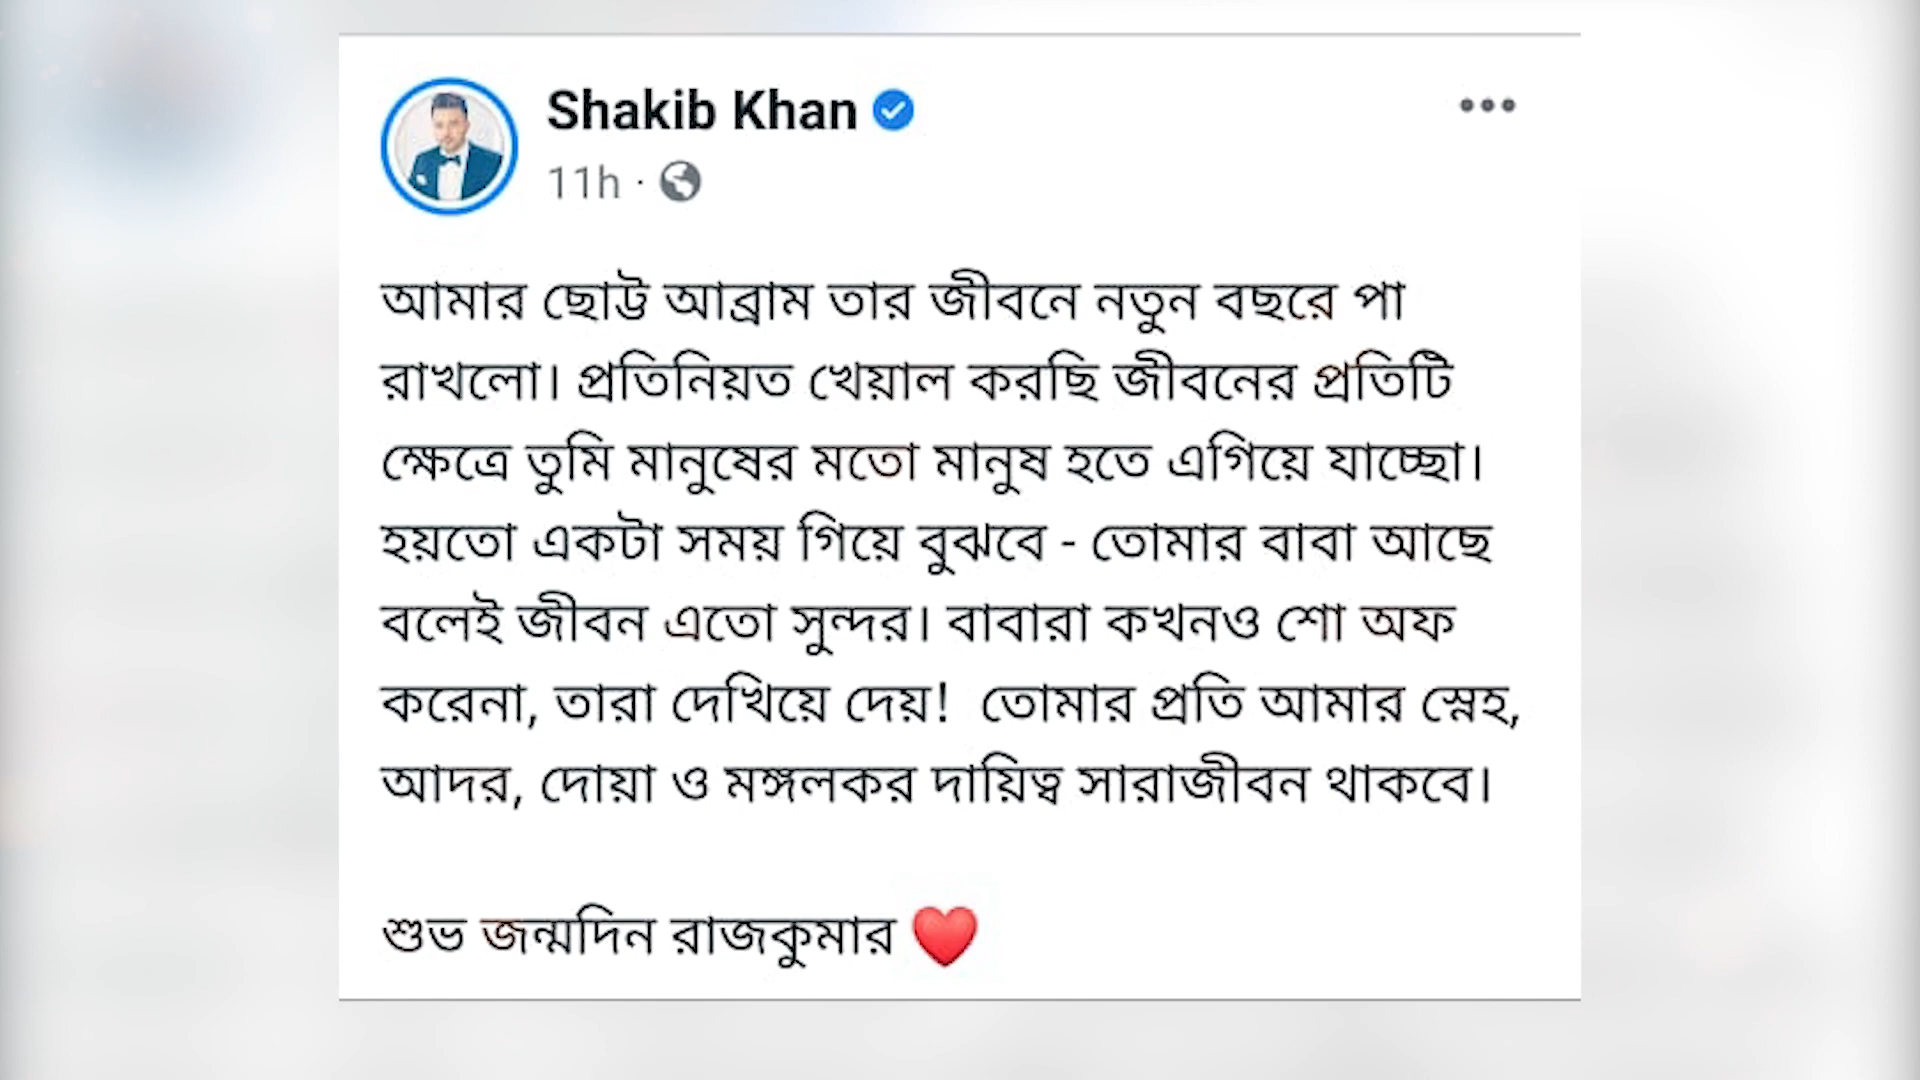 Shakib Khan
11h ·
আমার ছোট্ট আব্রাম তার জীবনে নতুন বছরে পা
রাখলো। প্রতিনিয়ত খেয়াল করছি জীবনের প্রতিটি
ক্ষেত্রে তুমি মানুষের মতো মানুষ হতে এগিয়ে যাচ্ছো।
হয়তো একটা সময় গিয়ে বুঝবে - তোমার বাবা আছে
বলেই জীবন এতো সুন্দর। বাবারা কখনও শো অফ
করেনা, তারা দেখিয়ে দেয়! তোমার প্রতি আমার স্নেহ,
আদর, দোয়া ও মঙ্গলকর দায়িত্ব সারাজীবন থাকবে।
শুভ জন্মদিন রাজকুমার ❤️